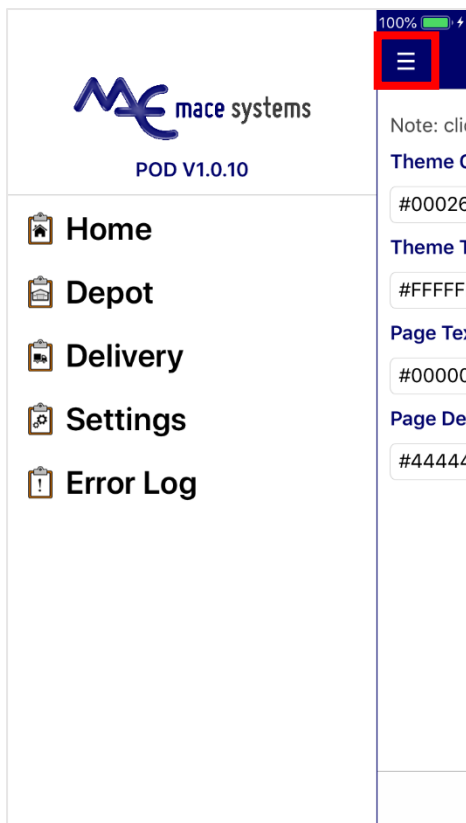 mace systems
POD V1.0.10
Home
Depot
Delivery
Settings
Error Log
100%
Note: clic
Theme C
#00026
Theme T
#FFFFF
Page Tex
#00000
Page De
#44444